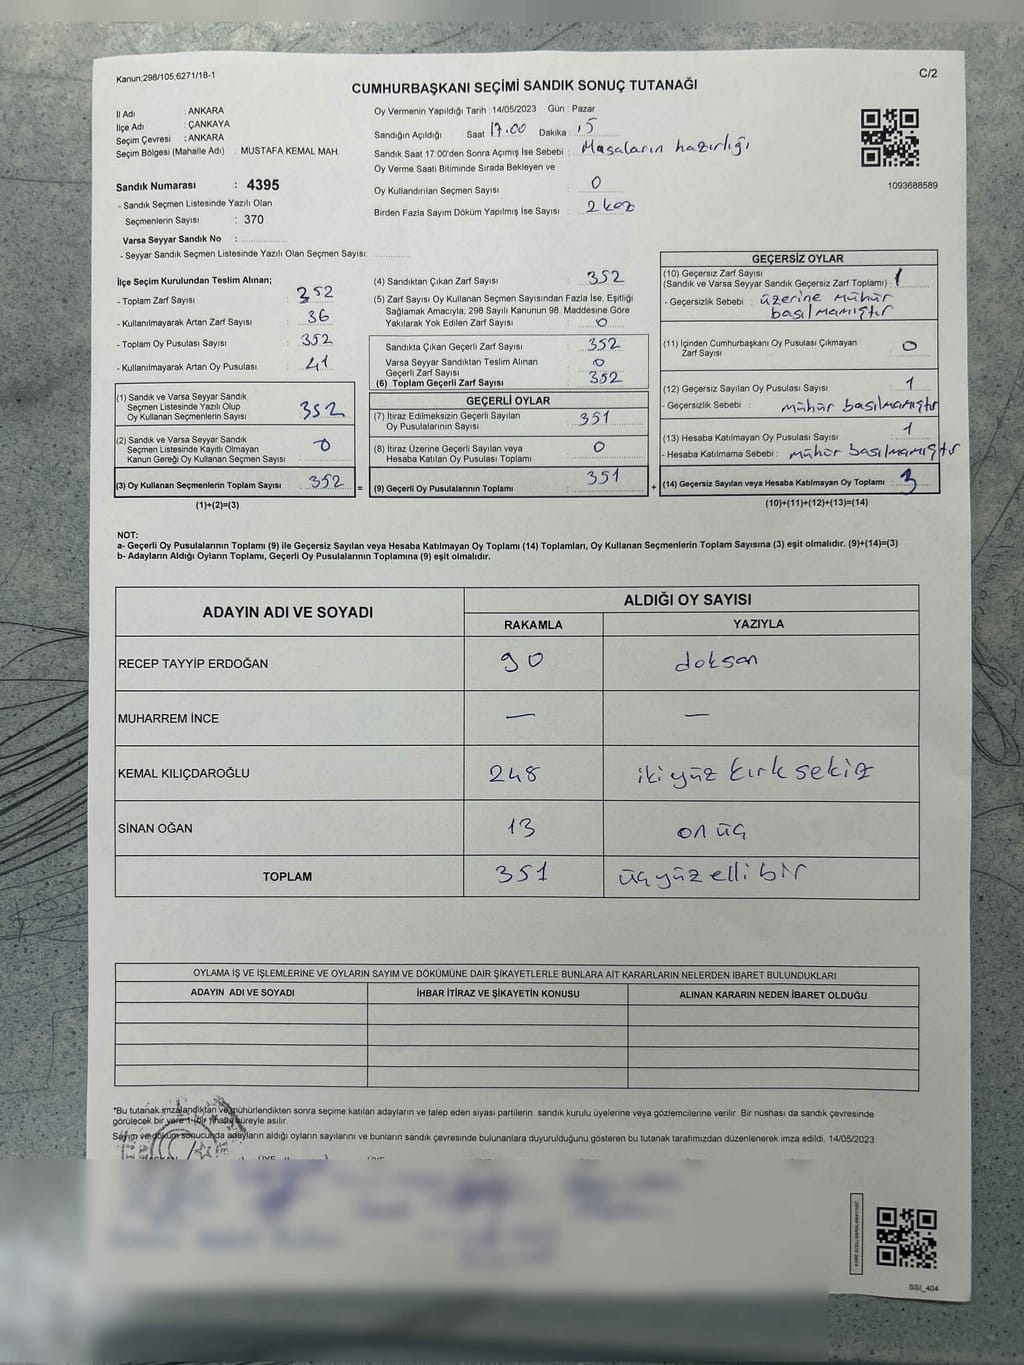 Kanun;298/105;6271/18-1
C/2
CUMHURBAŞKANI SEÇİMİ SANDIK SONUÇ TUTANAĞI
İl Adı : ANKARA
İlçe Adı : ÇANKAYA
Seçim Çevresi : ANKARA
Seçim Bölgesi (Mahalle Adı) : MUSTAFA KEMAL MAH.
Sandık Numarası : 4395
- Sandık Seçmen Listesinde Yazılı Olan
Seçmenlerin Sayısı : 370
Varsa Seyyar Sandık No :
- Seyyar Sandık Seçmen Listesinde Yazılı Olan Seçmen Sayısı:
Oy Vermenin Yapıldığı Tarih : 14/05/2023 Gün : Pazar
Sandığın Açıldığı Saat 17.00 Dakika : 15
Sandık Saat 17.00'den Sonra Açılmış İse Sebebi : Masaların hazırlığı
Oy Verme Saati Bitiminde Sırada Bekleyen ve
Oy Kullandırılan Seçmen Sayısı : 0
Birden Fazla Sayım Döküm Yapılmış İse Sayısı : 2 kez
1093688589
İlçe Seçim Kurulundan Teslim Alınan;
- Toplam Zarf Sayısı : 352
- Kullanılmayarak Artan Zarf Sayısı : 36
- Toplam Oy Pusulası Sayısı : 352
- Kullanılmayarak Artan Oy Pusulası : 41
(1) Sandık ve Varsa Seyyar Sandık
Seçmen Listesinde Yazılı Olup
Oy Kullanan Seçmenlerin Sayısı : 352
(2) Sandık ve Varsa Seyyar Sandık
Seçmen Listesinde Kayıtlı Olmayan
Kanun Gereği Oy Kullanan Seçmen Sayısı : 0
(3) Oy Kullanan Seçmenlerin Toplam Sayısı : 352
(1)+(2)=(3)
(4) Sandıktan Çıkan Zarf Sayısı : 352
(5) Zarf Sayısı Oy Kullanan Seçmen Sayısından Fazla İse, Eşitliği
Sağlamak Amacıyla; 298 Sayılı Kanunun 98. Maddesine Göre
Yakılarak Yok Edilen Zarf Sayısı : 0
Sandıkta Çıkan Geçerli Zarf Sayısı : 352
Varsa Seyyar Sandıktan Teslim Alınan
Geçerli Zarf Sayısı : 0
(6) Toplam Geçerli Zarf Sayısı : 352
GEÇERLİ OYLAR
(7) İtiraz Edilmeksizin Geçerli Sayılan
Oy Pusulalarının Sayısı : 351
(8) İtiraz Üzerine Geçerli Sayılan veya
Hesaba Katılan Oy Pusulası Toplamı : 0
= (9) Geçerli Oy Pusulalarının Toplamı : 351 +
GEÇERSİZ OYLAR
(10) Geçersiz Zarf Sayısı
(Sandık ve Varsa Seyyar Sandık Geçersiz Zarf Toplamı) : 1
- Geçersizlik Sebebi : üzerine mühür
basılmamıştır
(11) İçinden Cumhurbaşkanı Oy Pusulası Çıkmayan
Zarf Sayısı : 0
(12) Geçersiz Sayılan Oy Pusulası Sayısı : 1
- Geçersizlik Sebebi : mühür basılmamıştır
(13) Hesaba Katılmayan Oy Pusulası Sayısı : 1
- Hesaba Katılmama Sebebi : mühür basılmamıştır
(14) Geçersiz Sayılan veya Hesaba Katılmayan Oy Toplamı : 3
(10)+(11)+(12)+(13)=(14)
NOT:
a- Geçerli Oy Pusulalarının Toplamı (9) ile Geçersiz Sayılan veya Hesaba Katılmayan Oy Toplamı (14) Toplamları, Oy Kullanan Seçmenlerin Toplam Sayısına (3) eşit olmalıdır. (9)+(14)=(3)
b- Adayların Aldığı Oyların Toplamı, Geçerli Oy Pusulalarının Toplamına (9) eşit olmalıdır.
ADAYIN ADI VE SOYADI ALDIĞI OY SAYISI
RAKAMLA YAZIYLA
RECEP TAYYİP ERDOĞAN 90 doksan
MUHARREM İNCE — —
KEMAL KILIÇDAROĞLU 248 iki yüz kırk sekiz
SİNAN OĞAN 13 on üç
TOPLAM 351 üç yüz elli bir
OYLAMA İŞ VE İŞLEMLERİNE VE OYLARIN SAYIM VE DÖKÜMÜNE DAİR ŞİKAYETLERLE BUNLARA AİT KARARLARIN NELERDEN İBARET BULUNDUKLARI
ADAYIN ADI VE SOYADI İHBAR İTİRAZ VE ŞİKAYETİN KONUSU ALINAN KARARIN NEDEN İBARET OLDUĞU
*Bu tutanak imzalandıktan ve mühürlendikten sonra seçime katılan adayların ve talep eden siyasi partilerin sandık kurulu üyelerine veya gözlemcilerine verilir. Bir nüshası da sandık çevresinde
görülecek bir yere 1 (bir) hafta süreyle asılır.
Sayım ve döküm sonucunda adayların aldığı oyların sayılarını ve bunların sandık çevresinde bulunanlara duyurulduğunu gösteren bu tutanak tarafımızdan düzenlenerek imza edildi. 14/05/2023
SSI_404